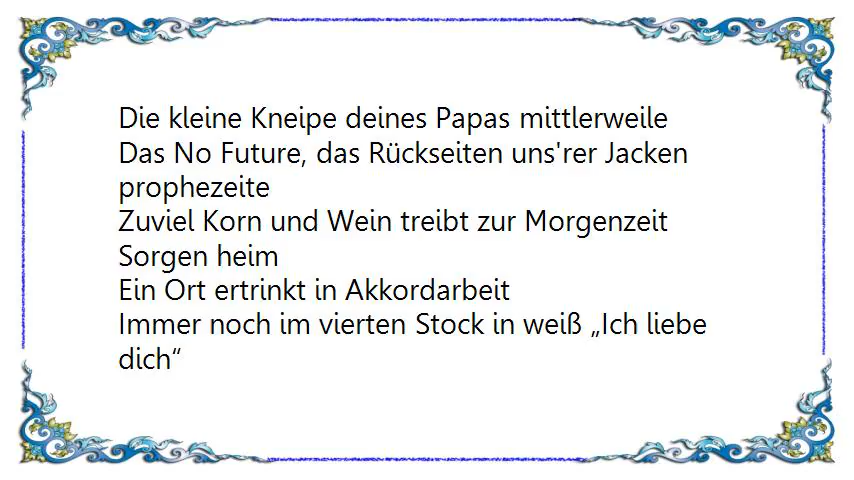 Die kleine Kneipe deines Papas mittlerweile
Das No Future, das Rückseiten uns'rer Jacken
prophezeite
Zuviel Korn und Wein treibt zur Morgenzeit
Sorgen heim
Ein Ort ertrinkt in Akkordarbeit
Immer noch im vierten Stock in weiß „Ich liebe
dich“